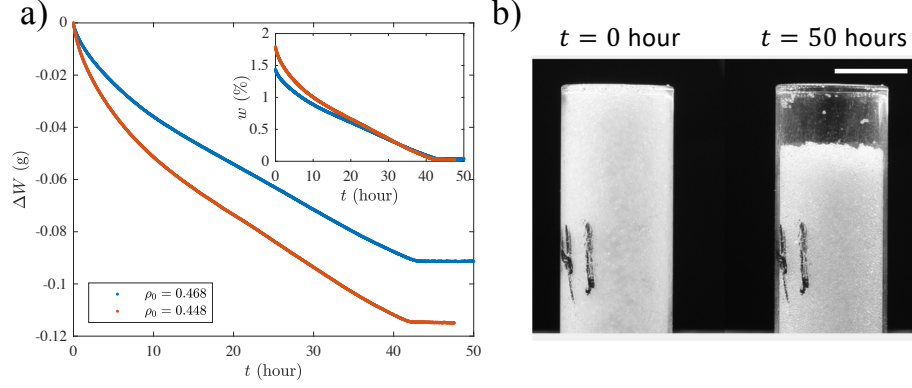 a)
b)
t = 0 hour
t = 50 hours
0
-0.02
-0.04
-0.06
-0.08
-0.1
-0.12
ΔW (g)
0
10
20
30
40
50
t (hour)
2
1.5
1
0.5
0
w (%)
0
10
20
30
40
50
t (hour)
ρ₀ = 0.468
ρ₀ = 0.448